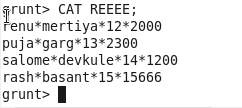 grunt> CAT REEEE;
renu*mertiya*12*2000
puja*garg*13*2300
salome*devkule*14*1200
rash*basant*15*15666
grunt>